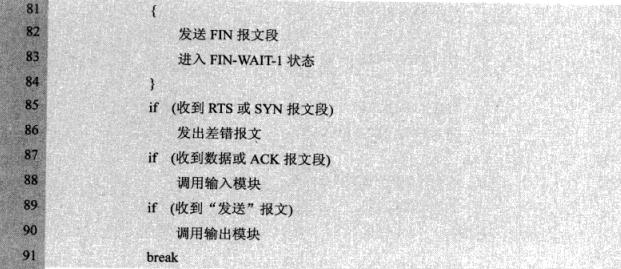 81 {
82 发送 FIN 报文段
83 进入 FIN-WAIT-1 状态
84 }
85 if (收到 RTS 或 SYN 报文段)
86 发出差错报文
87 if (收到数据或 ACK 报文段)
88 调用输入模块
89 if (收到“发送”报文)
90 调用输出模块
91 break